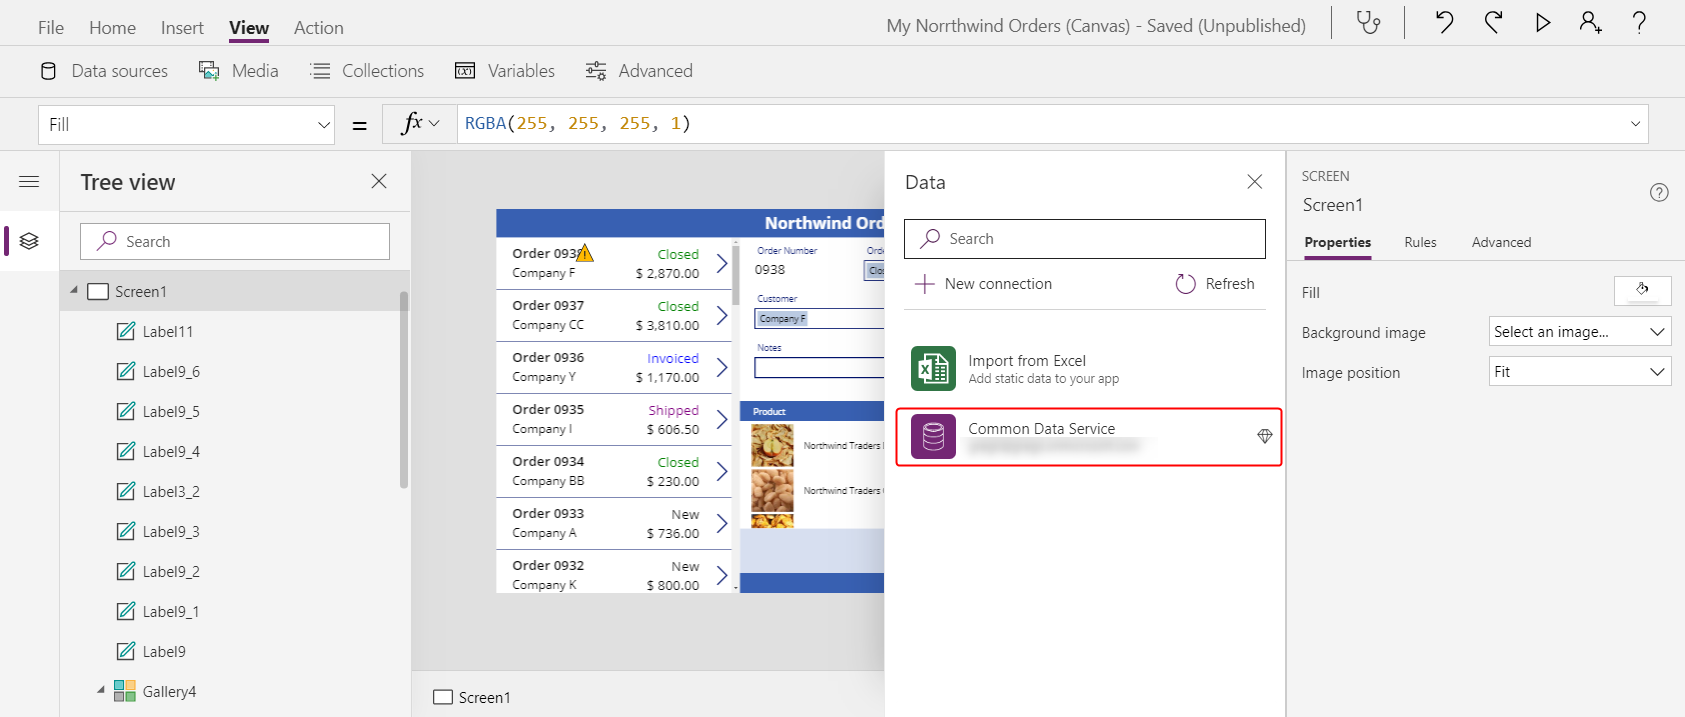 File Home Insert View Action
My Norrthwind Orders (Canvas) - Saved (Unpublished)
Data sources Media Collections Variables Advanced
Fill = fx RGBA(255, 255, 255, 1)
Tree view
Search
Screen1
Label11
Label9_6
Label9_5
Label9_4
Label3_2
Label9_3
Label9_2
Label9_1
Label9
Gallery4
Northwind Ord
Order 0938 Closed
Company F $ 2,870.00
Order 0937 Closed
Company CC $ 3,810.00
Order 0936 Invoiced
Company Y $ 1,170.00
Order 0935 Shipped
Company I $ 606.50
Order 0934 Closed
Company BB $ 230.00
Order 0933 New
Company A $ 736.00
Order 0932 New
Company K $ 800.00
Order Number Orde
0938 Clos
Customer
Company F
Notes
Product
Northwind Traders
Northwind Traders
Screen1
Data
Search
New connection Refresh
Import from Excel
Add static data to your app
Common Data Service
SCREEN
Screen1
Properties Rules Advanced
Fill
Background image Select an image...
Image position Fit